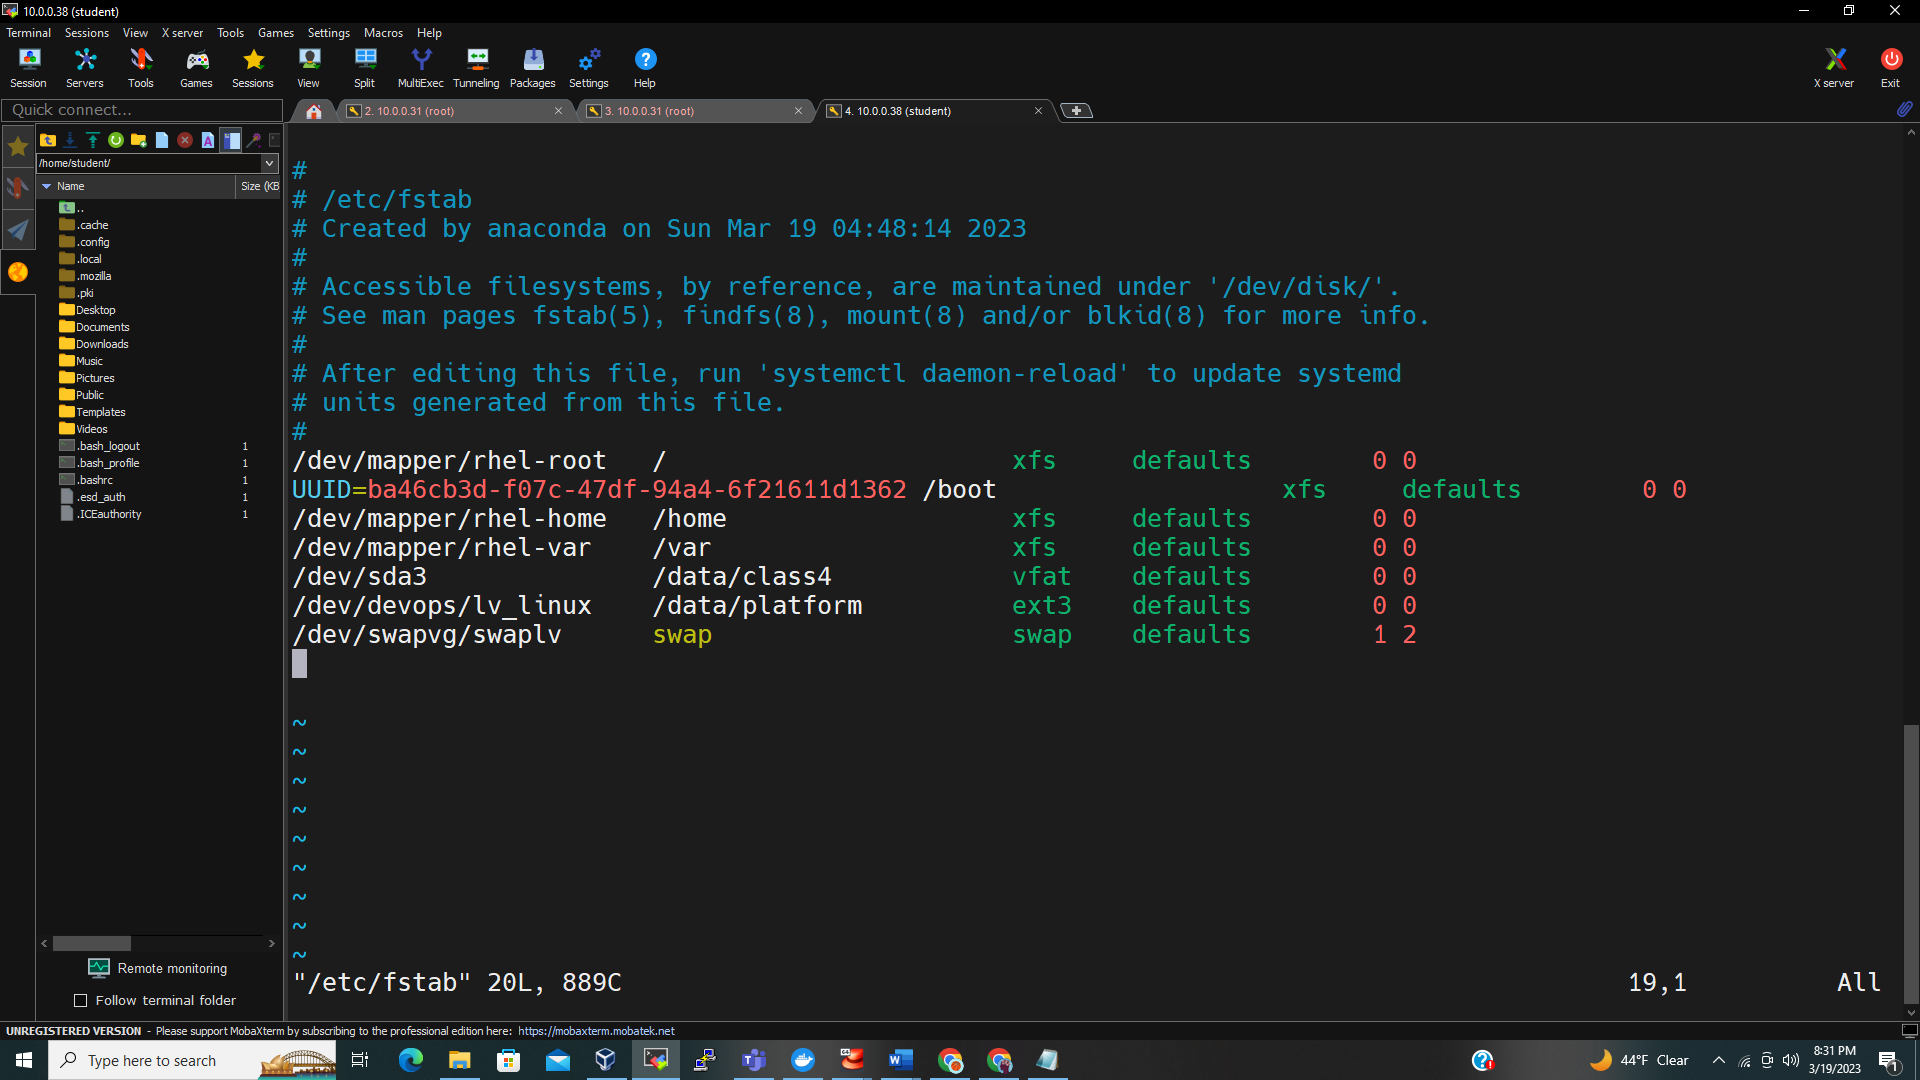 10.0.0.38 (student)
Terminal Sessions View X server Tools Games Settings Macros Help
Session Servers Tools Games Sessions View Split MultiExec Tunneling Packages Settings Help X server Exit
Quick connect...
2. 10.0.0.31 (root)
3. 10.0.0.31 (root)
4. 10.0.0.38 (student)
/home/student/
Name Size (KB
..
.cache
.config
.local
.mozilla
.pki
Desktop
Documents
Downloads
Music
Pictures
Public
Templates
Videos
.bash_logout 1
.bash_profile 1
.bashrc 1
.esd_auth 1
.ICEauthority 1
Remote monitoring
Follow terminal folder
#
# /etc/fstab
# Created by anaconda on Sun Mar 19 04:48:14 2023
#
# Accessible filesystems, by reference, are maintained under '/dev/disk/'.
# See man pages fstab(5), findfs(8), mount(8) and/or blkid(8) for more info.
#
# After editing this file, run 'systemctl daemon-reload' to update systemd
# units generated from this file.
#
/dev/mapper/rhel-root / xfs defaults 0 0
UUID=ba46cb3d-f07c-47df-94a4-6f21611d1362 /boot xfs defaults 0 0
/dev/mapper/rhel-home /home xfs defaults 0 0
/dev/mapper/rhel-var /var xfs defaults 0 0
/dev/sda3 /data/class4 vfat defaults 0 0
/dev/devops/lv_linux /data/platform ext3 defaults 0 0
/dev/swapvg/swaplv swap swap defaults 1 2
~
~
~
~
~
~
~
~
~
"/etc/fstab" 20L, 889C 19,1 All
UNREGISTERED VERSION - Please support MobaXterm by subscribing to the professional edition here: https://mobaxterm.mobatek.net
Type here to search
44°F Clear
8:31 PM
3/19/2023
1